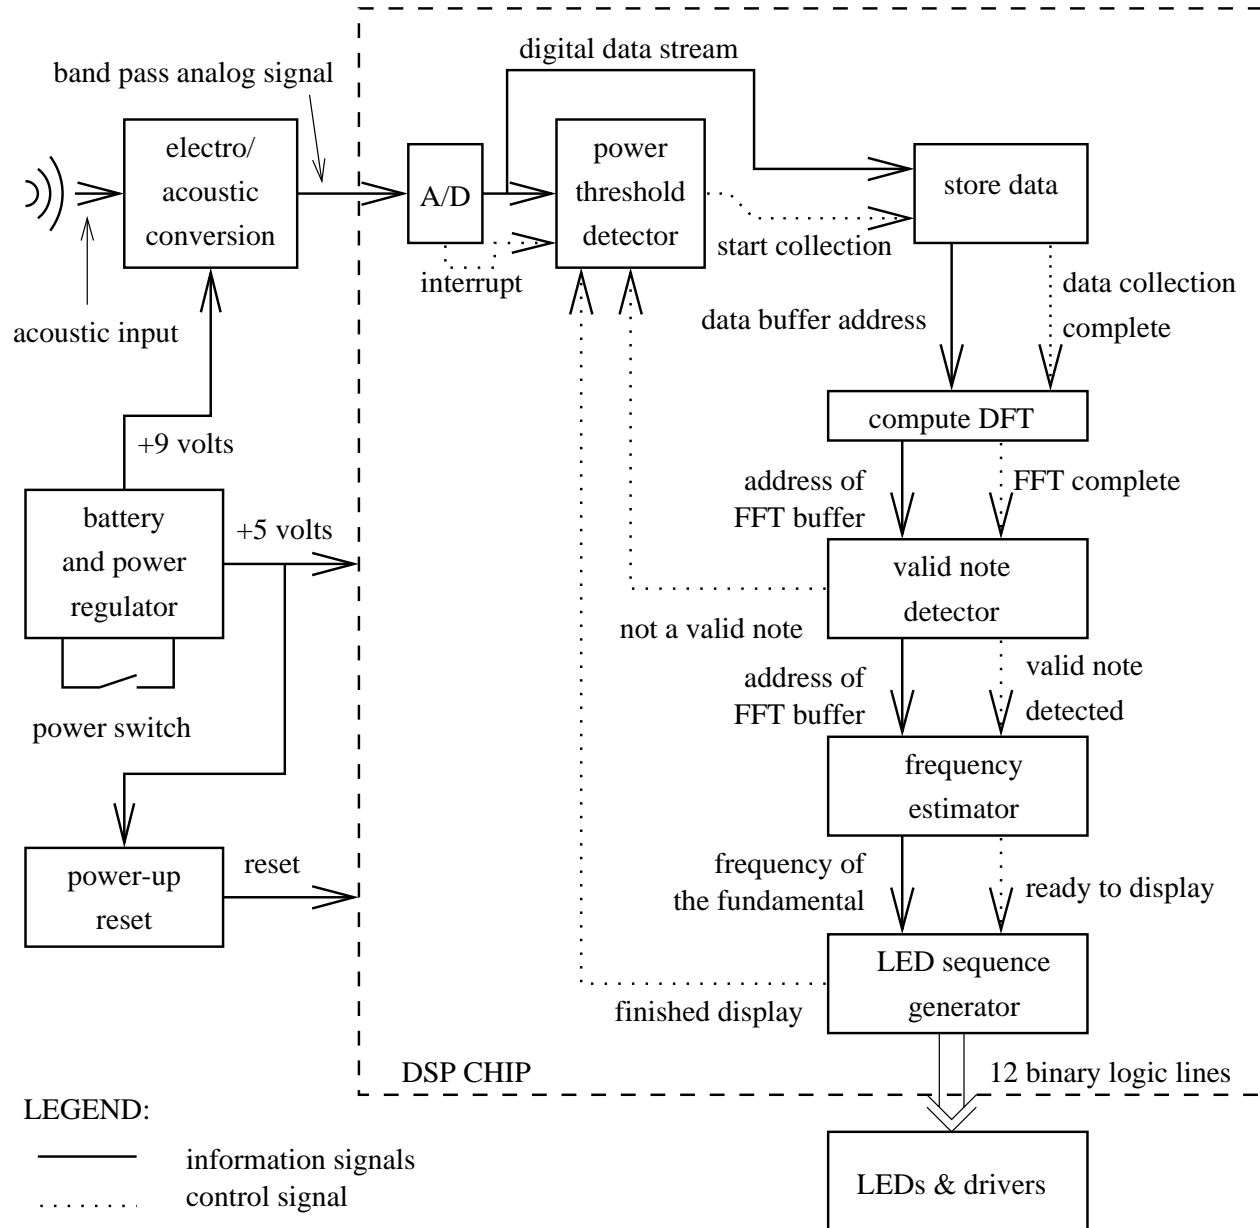 digital data stream
band pass analog signal
electro/
acoustic
conversion
A/D
power
threshold
detector
store data
start collection
interrupt
acoustic input
data buffer address
data collection
complete
compute DFT
+9 volts
address of
FFT buffer
FFT complete
battery
and power
regulator
+5 volts
valid note
detector
not a valid note
power switch
address of
FFT buffer
valid note
detected
frequency
estimator
power-up
reset
reset
frequency of
the fundamental
ready to display
LED sequence
generator
finished display
DSP CHIP
12 binary logic lines
LEGEND:
information signals
control signal
LEDs & drivers